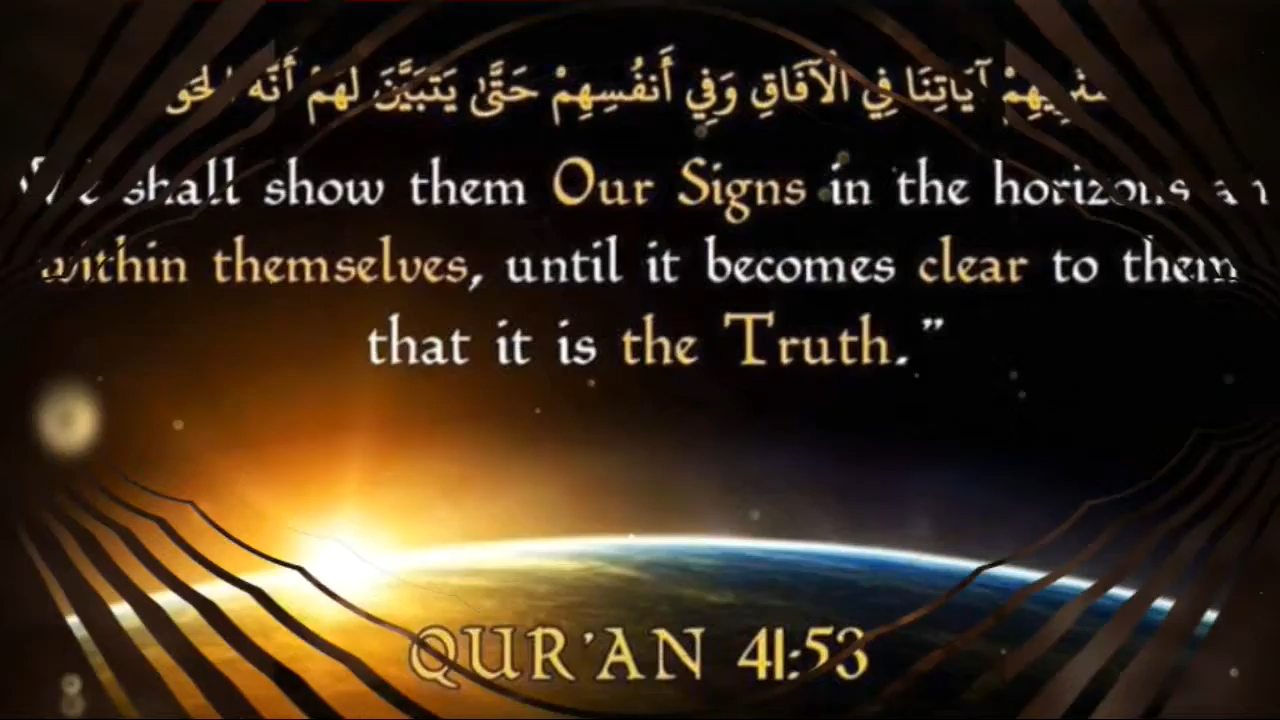 آيَاتِنَا فِي الْآفَاقِ وَفِي أَنفُسِهِمْ حَتَّىٰ يَتَبَيَّنَ لَهُمْ أَنَّهُ
shall show them Our Signs in the horizons
within themselves, until it becomes clear to them
that it is the Truth.”
QUR’AN 41:53